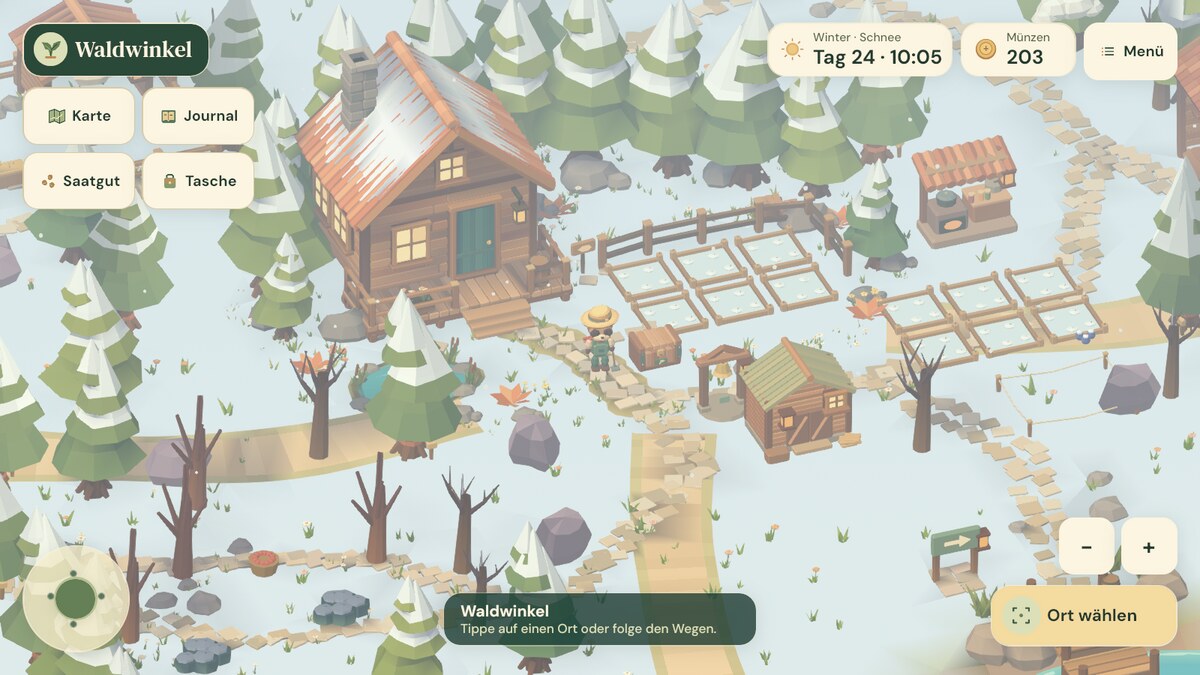 Waldwinkel
Winter · Schnee
Tag 24 · 10:05
Münzen
203
Menü
Karte
Journal
Saatgut
Tasche
−
+
Waldwinkel
Tippe auf einen Ort oder folge den Wegen.
Ort wählen